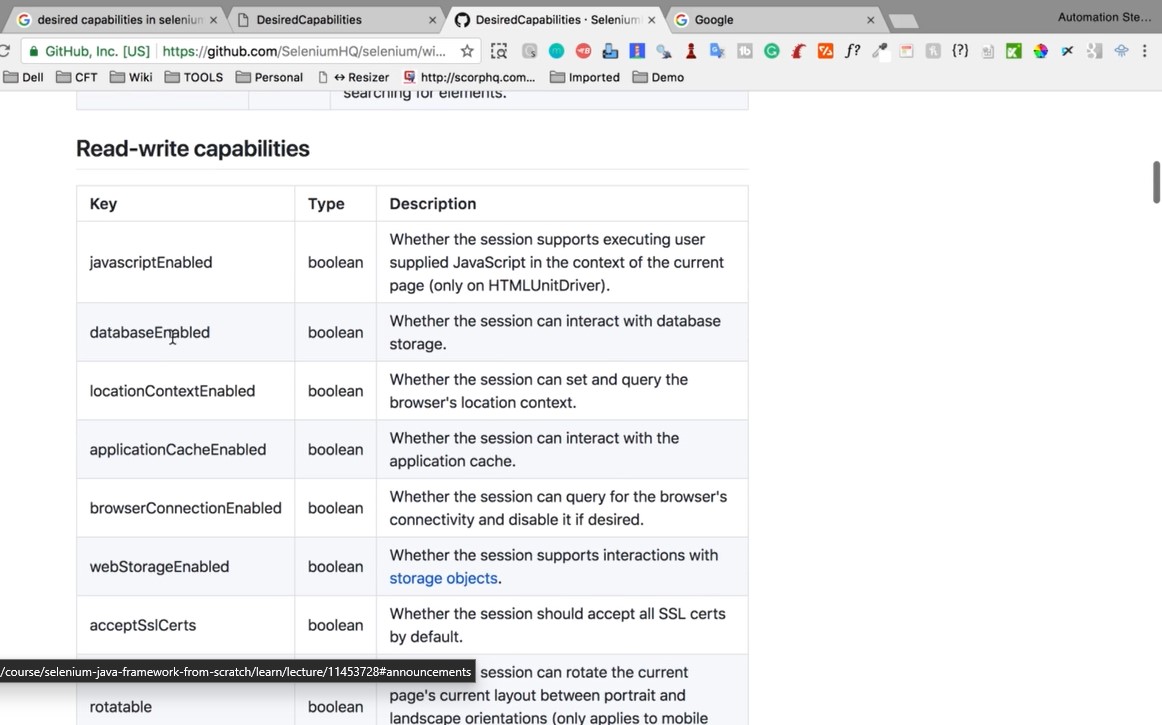 desired capabilities in selenium
DesiredCapabilities
DesiredCapabilities · Selenium
Google
Automation Ste...
GitHub, Inc. [US]
https://github.com/SeleniumHQ/selenium/wi...
Dell
CFT
Wiki
TOOLS
Personal
↔ Resizer
http://scorphq.com...
Imported
Demo
searching for elements.
Read-write capabilities
Key Type Description
javascriptEnabled boolean Whether the session supports executing user
supplied JavaScript in the context of the current
page (only on HTMLUnitDriver).
databaseEnabled boolean Whether the session can interact with database
storage.
locationContextEnabled boolean Whether the session can set and query the
browser's location context.
applicationCacheEnabled boolean Whether the session can interact with the
application cache.
browserConnectionEnabled boolean Whether the session can query for the browser's
connectivity and disable it if desired.
webStorageEnabled boolean Whether the session supports interactions with
storage objects.
acceptSslCerts boolean Whether the session should accept all SSL certs
by default.
/course/selenium-java-framework-from-scratch/learn/lecture/11453728#announcements
rotatable boolean session can rotate the current
page's current layout between portrait and
landscape orientations (only applies to mobile